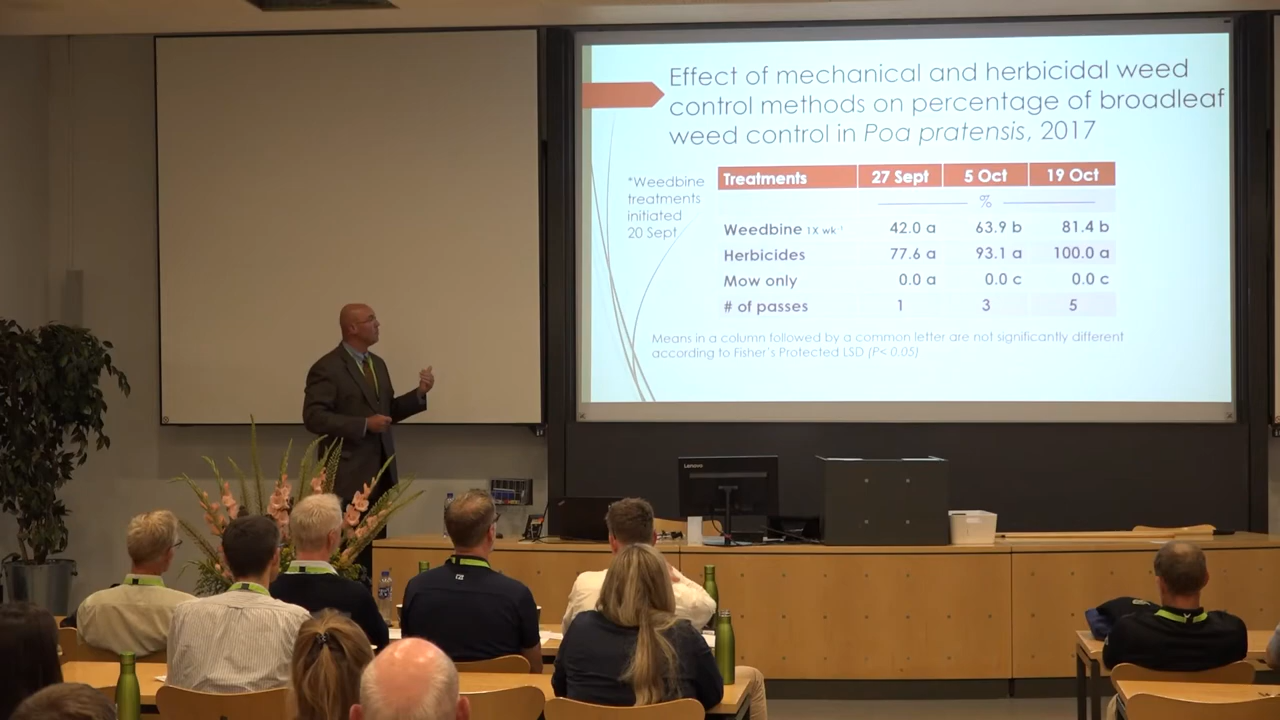 Effect of mechanical and herbicidal weed
control methods on percentage of broadleaf
weed control in Poa pratensis, 2017
*Weedbine
treatments
initiated
20 Sept
Treatments 27 Sept 5 Oct 19 Oct
%
Weedbine 1X wk⁻¹ 42.0 a 63.9 b 81.4 b
Herbicides 77.6 a 93.1 a 100.0 a
Mow only 0.0 a 0.0 c 0.0 c
# of passes 1 3 5
Means in a column followed by a common letter are not significantly different
according to Fisher's Protected LSD (P< 0.05)
Lenovo